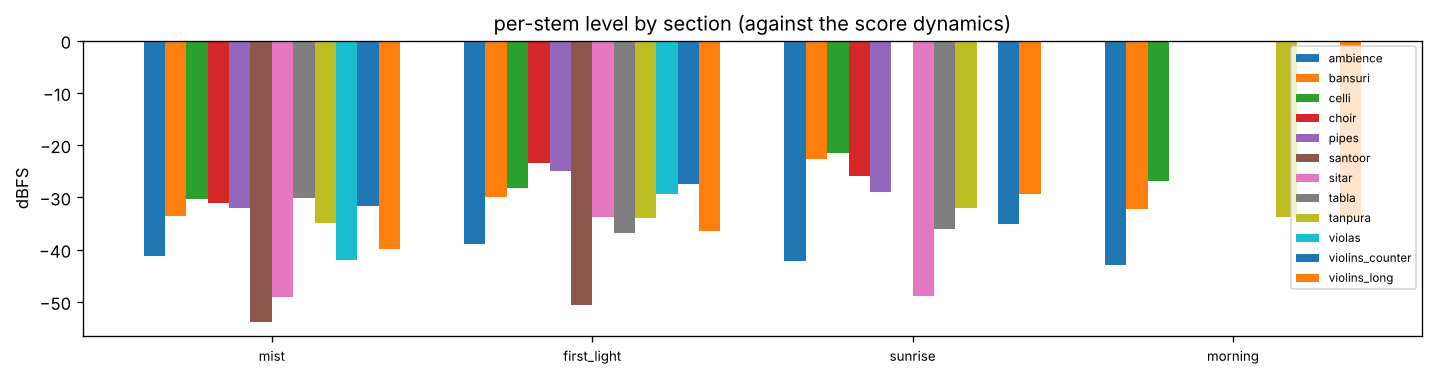 per-stem level by section (against the score dynamics)
dBFS
0
−10
−20
−30
−40
−50
mist
first_light
sunrise
morning
ambience
bansuri
celli
choir
pipes
santoor
sitar
tabla
tanpura
violas
violins_counter
violins_long